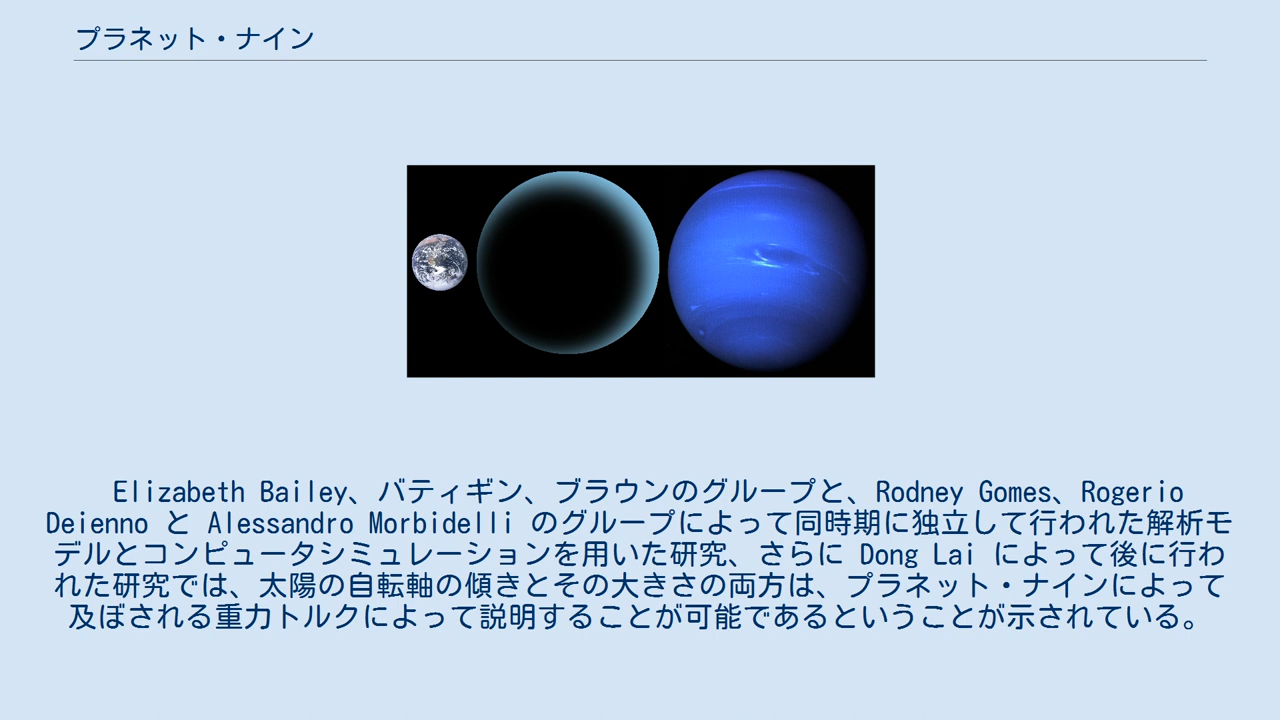 プラネット・ナイン
Elizabeth Bailey、バティギン、ブラウンのグループと、Rodney Gomes、Rogerio
Deienno と Alessandro Morbidelli のグループによって同時期に独立して行われた解析モ
デルとコンピュータシミュレーションを用いた研究、さらに Dong Lai によって後に行わ
れた研究では、太陽の自転軸の傾きとその大きさの両方は、プラネット・ナインによって
及ぼされる重力トルクによって説明することが可能であるということが示されている。